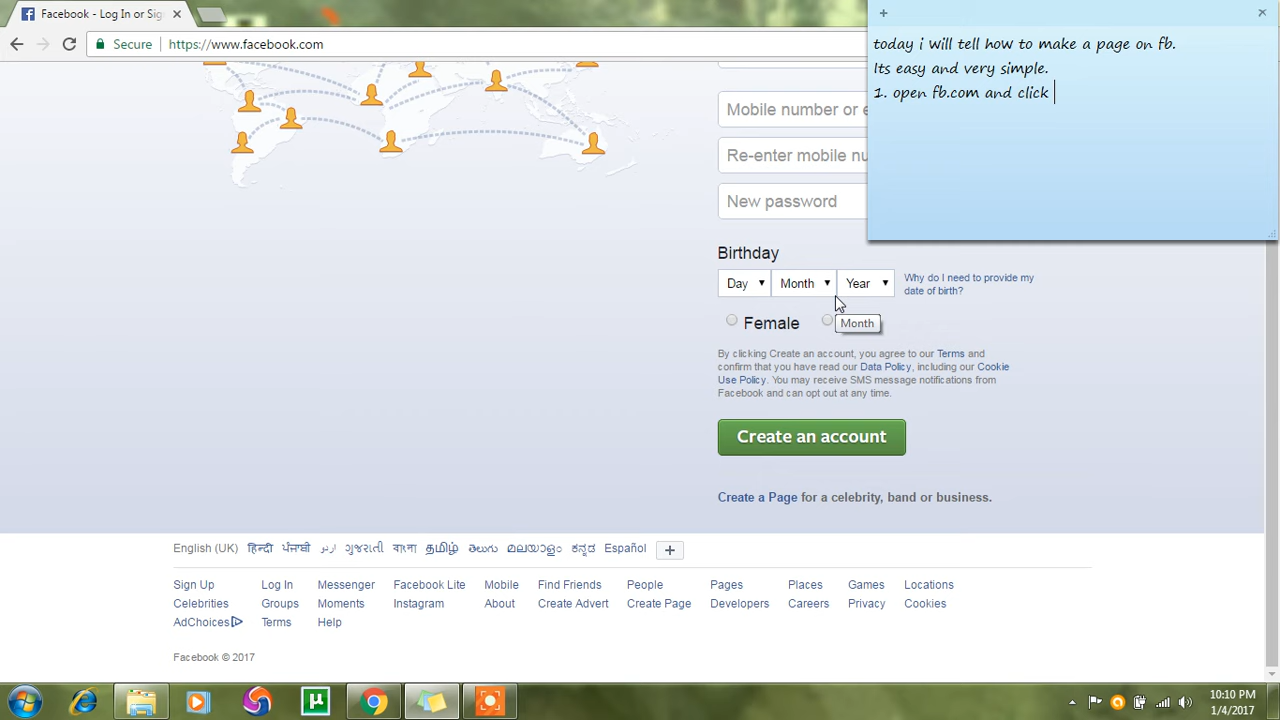 Facebook - Log In or Sig
Secure
https://www.facebook.com
today i will tell how to make a page on fb.
Its easy and very simple.
1. open fb.com and click
Mobile number or e
Re-enter mobile nu
New password
Birthday
Day
Month
Year
Why do I need to provide my
date of birth?
Female
Month
By clicking Create an account, you agree to our Terms and
confirm that you have read our Data Policy, including our Cookie
Use Policy. You may receive SMS message notifications from
Facebook and can opt out at any time.
Create an account
Create a Page for a celebrity, band or business.
English (UK) हिन्दी ਪੰਜਾਬੀ اردو ગુજરાતી বাংলা தமிழ் తెలుగు മലയാളം ಕನ್ನಡ Español
Sign Up Log In Messenger Facebook Lite Mobile Find Friends People Pages Places Games Locations
Celebrities Groups Moments Instagram About Create Advert Create Page Developers Careers Privacy Cookies
AdChoices Terms Help
Facebook © 2017
10:10 PM
1/4/2017